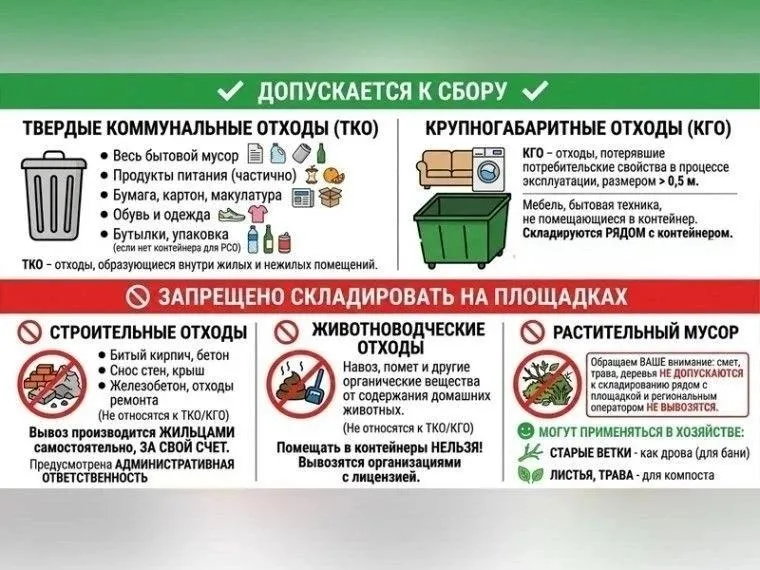 ДОПУСКАЕТСЯ К СБОРУ
ТВЕРДЫЕ КОММУНАЛЬНЫЕ ОТХОДЫ (ТКО)
• Весь бытовой мусор
• Продукты питания (частично)
• Бумага, картон, макулатура
• Обувь и одежда
• Бутылки, упаковка
(если нет контейнера для РСО)
ТКО – отходы, образующиеся внутри жилых и нежилых помещений.
КРУПНОГАБАРИТНЫЕ ОТХОДЫ (КГО)
КГО – отходы, потерявшие
потребительские свойства в процессе
эксплуатации, размером > 0,5 м.
Мебель, бытовая техника,
не помещающиеся в контейнер.
Складируются РЯДОМ с контейнером.
ЗАПРЕЩЕНО СКЛАДИРОВАТЬ НА ПЛОЩАДКАХ
СТРОИТЕЛЬНЫЕ ОТХОДЫ
• Битый кирпич, бетон
• Снос стен, крыш
• Железобетон, отходы
ремонта
(Не относятся к ТКО/КГО)
Вывоз производится ЖИЛЬЦАМИ
самостоятельно, ЗА СВОЙ СЧЕТ.
Предусмотрена АДМИНИСТРАТИВНАЯ
ОТВЕТСТВЕННОСТЬ
ЖИВОТНОВОДЧЕСКИЕ
ОТХОДЫ
Навоз, помет и другие
органические вещества
от содержания домашних
животных.
(Не относятся к ТКО/КГО)
Помещать в контейнеры НЕЛЬЗЯ!
Вывозятся организациями
с лицензией.
РАСТИТЕЛЬНЫЙ МУСОР
Обращаем ВАШЕ внимание: смет,
трава, деревья НЕ ДОПУСКАЮТСЯ
к складированию рядом с
площадкой и региональным
оператором НЕ ВЫВОЗЯТСЯ.
МОГУТ ПРИМЕНЯТЬСЯ В ХОЗЯЙСТВЕ:
СТАРЫЕ ВЕТКИ - как дрова (для бани)
ЛИСТЬЯ, ТРАВА - для компоста